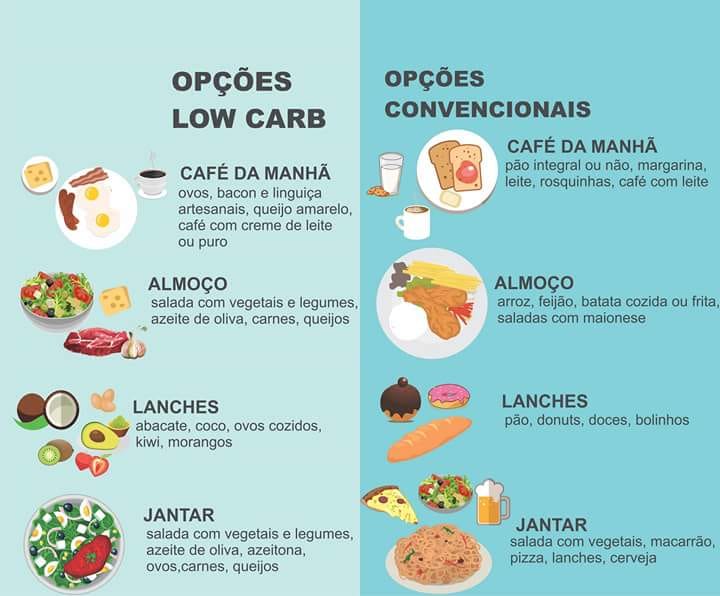 OPÇÕES
LOW CARB
CAFÉ DA MANHÃ
ovos, bacon e linguiça
artesanais, queijo amarelo,
café com creme de leite
ou puro
ALMOÇO
salada com vegetais e legumes,
azeite de oliva, carnes, queijos
LANCHES
abacate, coco, ovos cozidos,
kiwi, morangos
JANTAR
salada com vegetais e legumes,
azeite de oliva, azeitona,
ovos,carnes, queijos
OPÇÕES
CONVENCIONAIS
CAFÉ DA MANHÃ
pão integral ou não, margarina,
leite, rosquinhas, café com leite
ALMOÇO
arroz, feijão, batata cozida ou frita,
saladas com maionese
LANCHES
pão, donuts, doces, bolinhos
JANTAR
salada com vegetais, macarrão,
pizza, lanches, cerveja